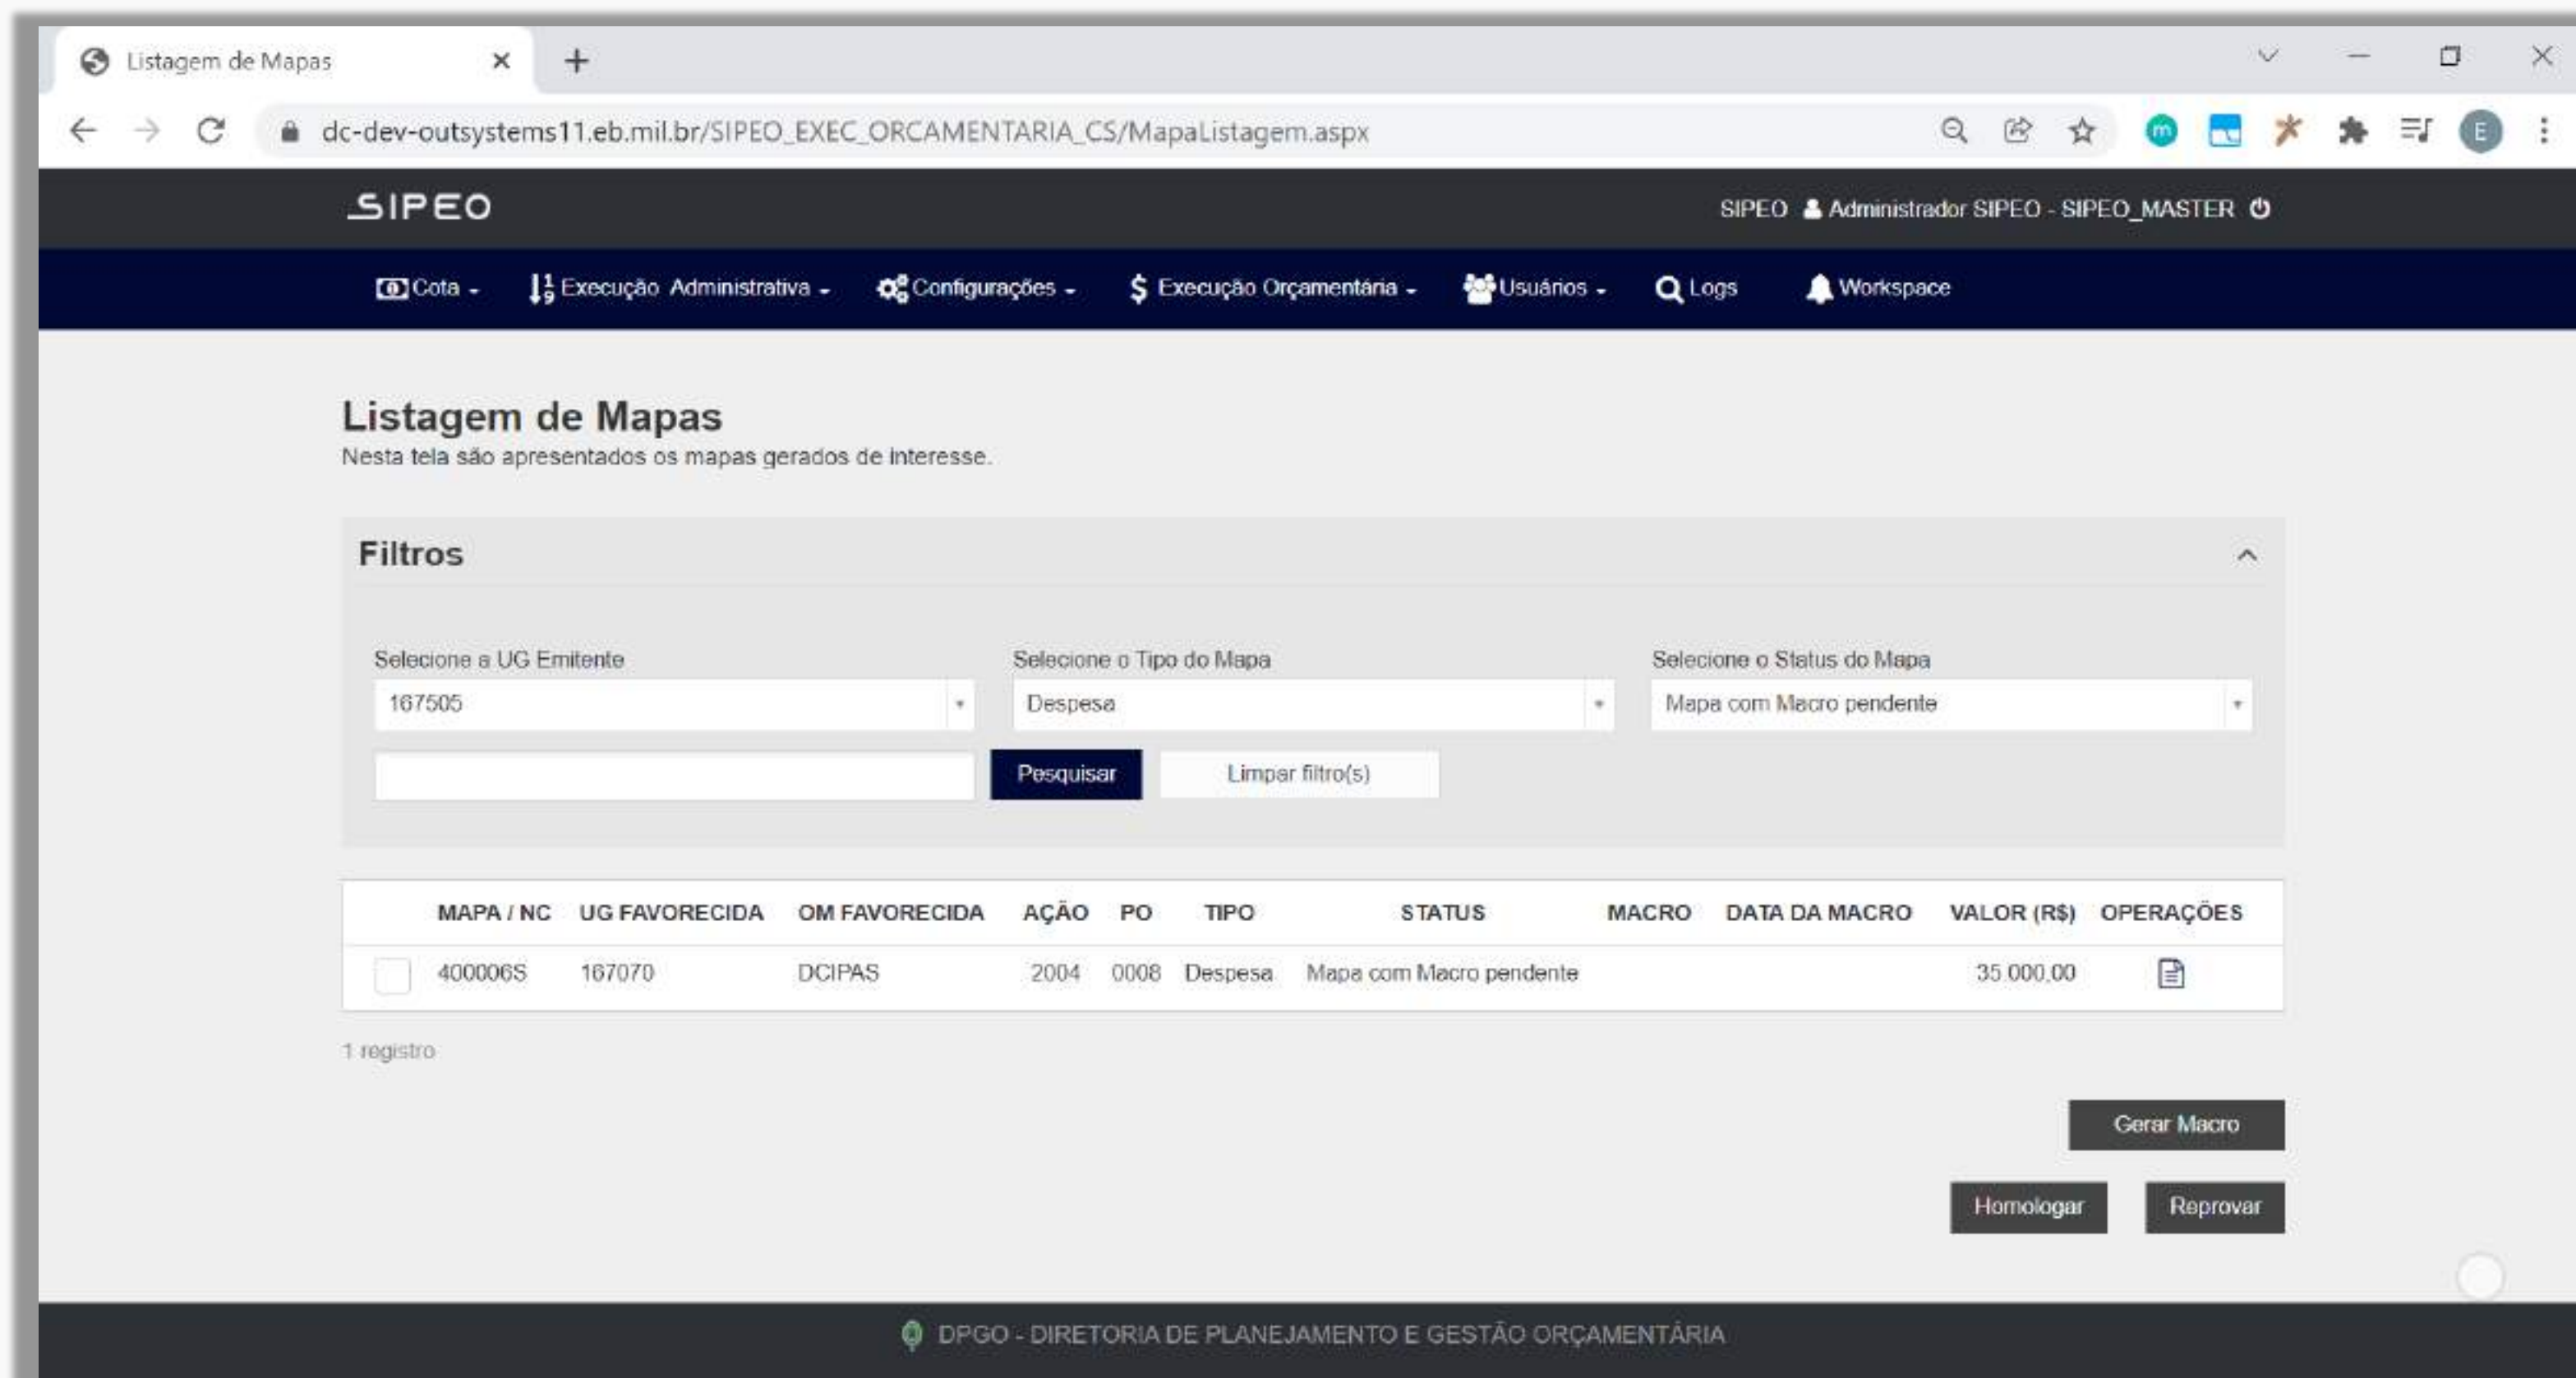 Listagem de Mapas
dc-dev-outsystems11.eb.mil.br/SIPEO_EXEC_ORCAMENTARIA_CS/MapaListagem.aspx
m
E
SIPEO
SIPEO Administrador SIPEO - SIPEO_MASTER
Cota Execução Administrativa Configurações $ Execução Orçamentária Usuários Logs Workspace
Listagem de Mapas
Nesta tela são apresentados os mapas gerados de interesse.
Filtros
Selecione a UG Emitente Selecione o Tipo do Mapa Selecione o Status do Mapa
167505 Despesa Mapa com Macro pendente
Pesquisar Limpar filtro(s)
MAPA / NC UG FAVORECIDA OM FAVORECIDA AÇÃO PO TIPO STATUS MACRO DATA DA MACRO VALOR (R$) OPERAÇÕES
400006S 167070 DCIPAS 2004 0008 Despesa Mapa com Macro pendente 35.000,00
1 registro
Gerar Macro
Homologar Reprovar
DPGO - DIRETORIA DE PLANEJAMENTO E GESTÃO ORÇAMENTÁRIA